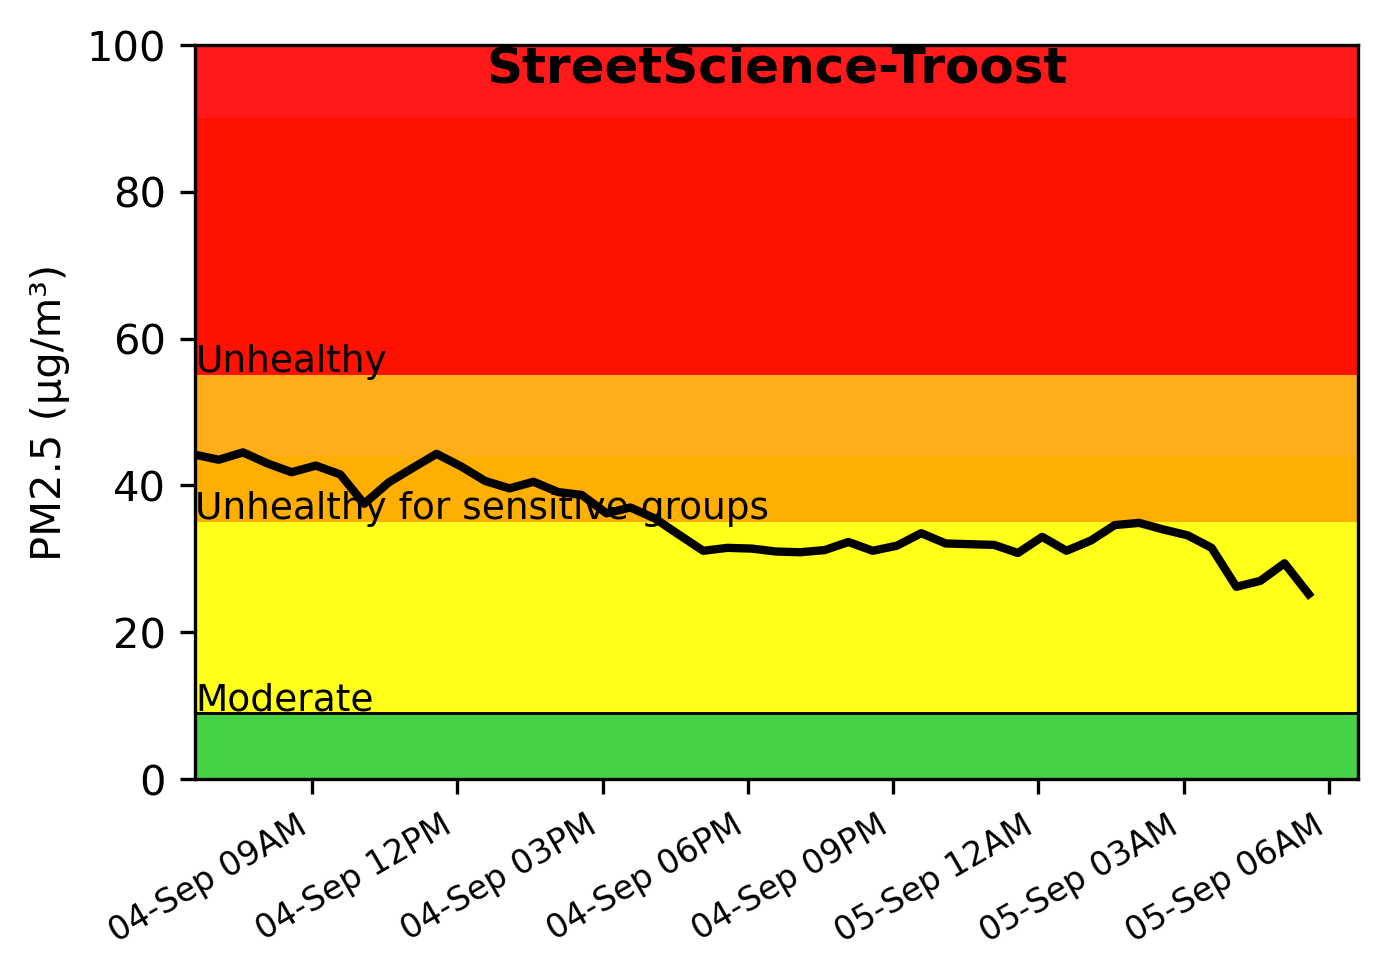 StreetScience-Troost
100
80
60
40
20
0
PM2.5 (µg/m³)
Unhealthy
Unhealthy for sensitive groups
Moderate
04-Sep 09AM
04-Sep 12PM
04-Sep 03PM
04-Sep 06PM
04-Sep 09PM
05-Sep 12AM
05-Sep 03AM
05-Sep 06AM